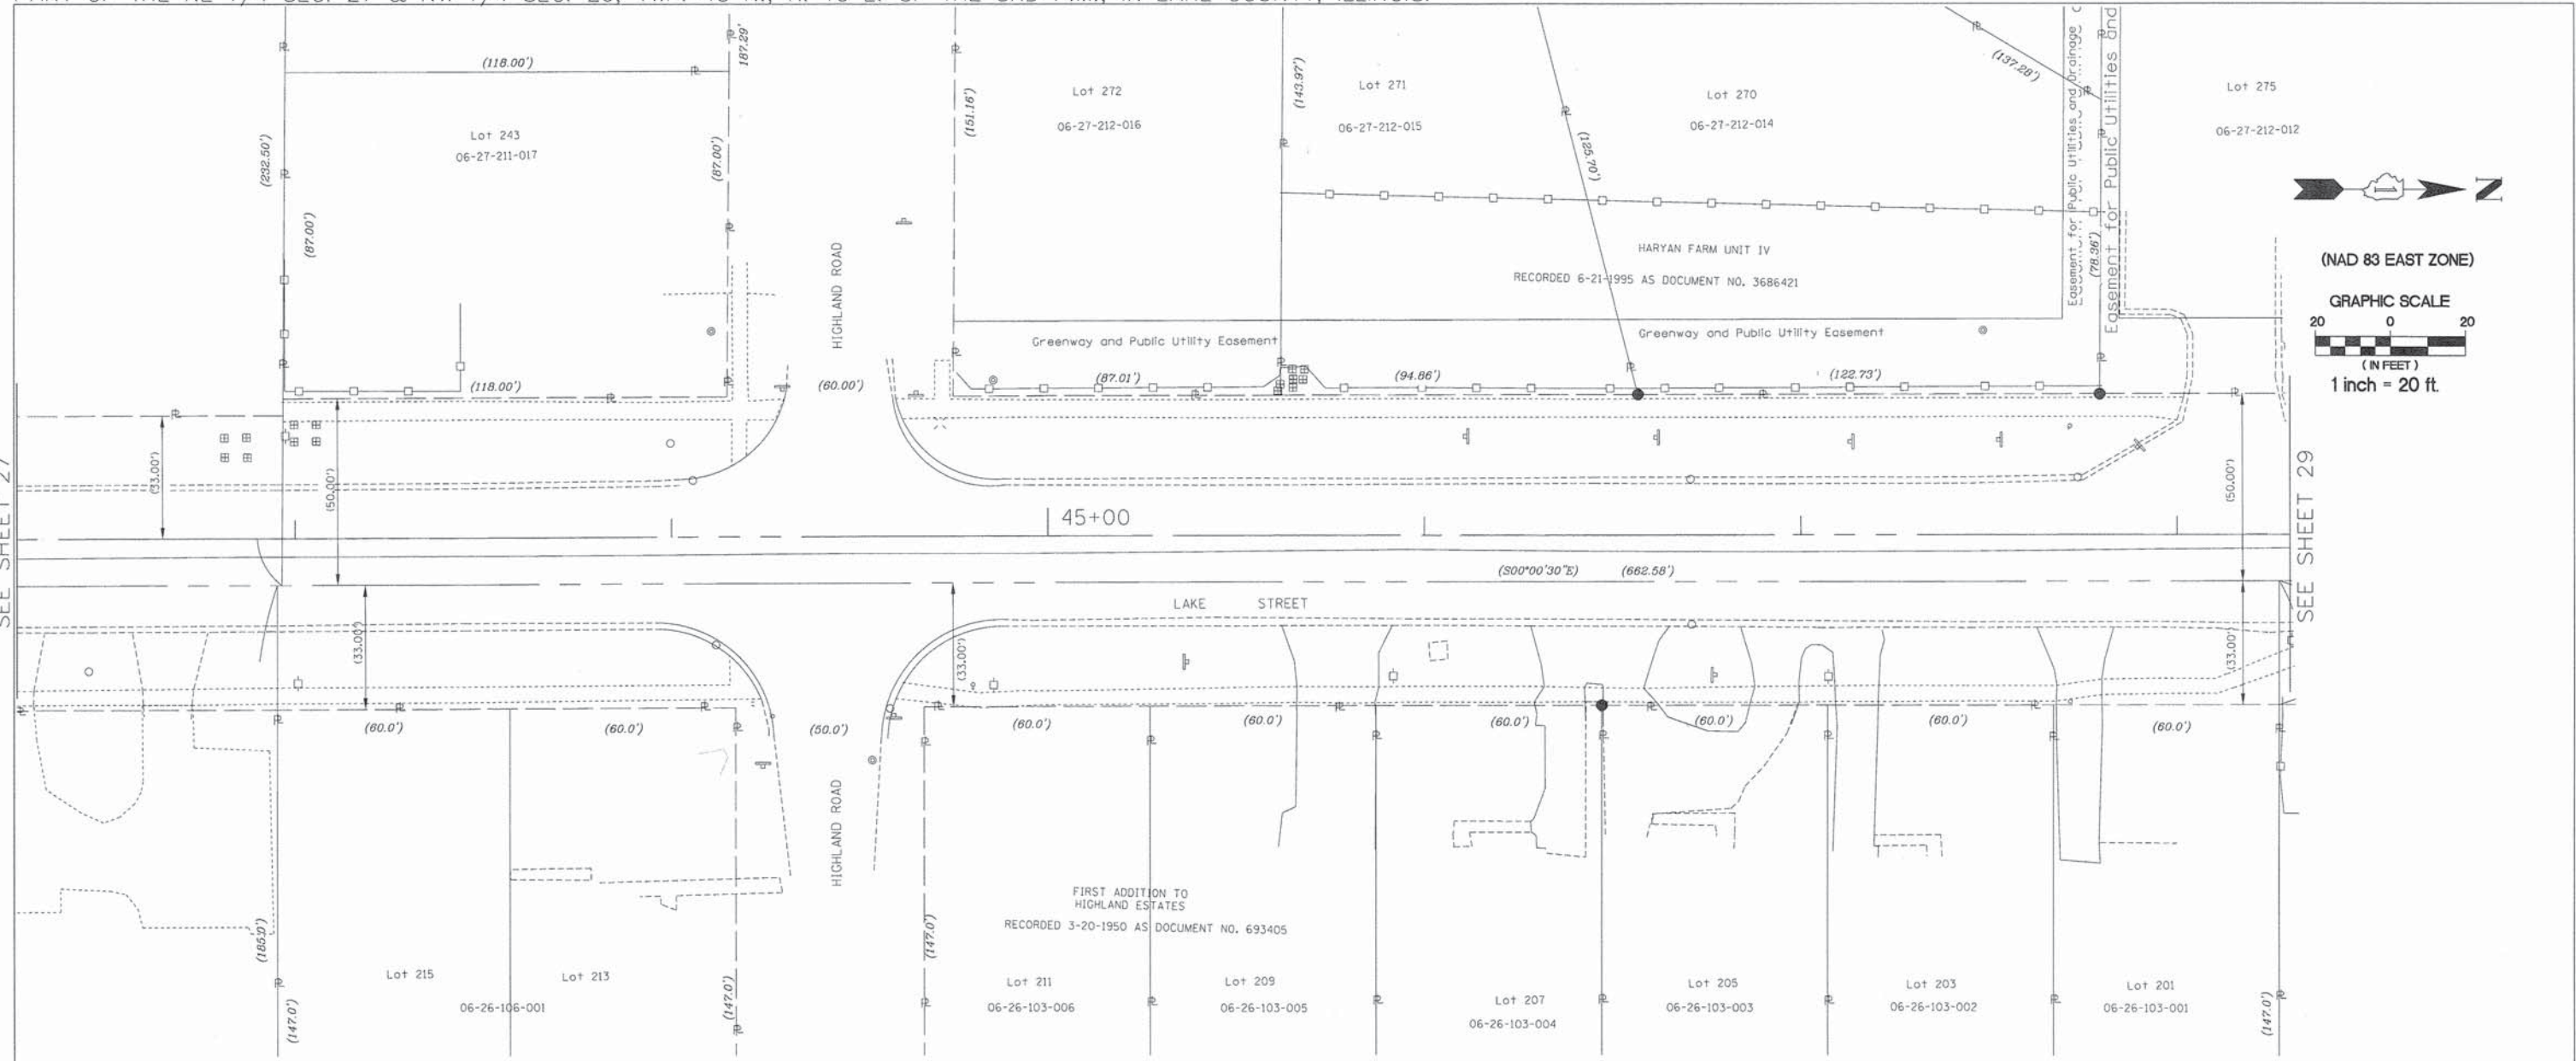 (118.00')
187.29'
(232.50')
(87.00')
Lot 243
06-27-211-017
(87.00')
(118.00')
HIGHLAND ROAD
(60.00')
(151.16')
Lot 272
06-27-212-016
(143.97')
Lot 271
06-27-212-015
(125.70')
Lot 270
06-27-212-014
(137.28')
Easement for Public Utilities and Drainage
Easement for Public Utilities and
(78.36')
Lot 275
06-27-212-012
HARYAN FARM UNIT IV
RECORDED 6-21-1995 AS DOCUMENT NO. 3686421
Greenway and Public Utility Easement
Greenway and Public Utility Easement
(87.01')
(94.86')
(122.73')
N
(NAD 83 EAST ZONE)
GRAPHIC SCALE
20 0 20
( IN FEET )
1 inch = 20 ft.
(33.00')
(50.00')
(50.00')
45+00
(S00°00'30"E) (662.58')
LAKE STREET
SEE SHEET 27
SEE SHEET 29
(33.00')
(33.00')
(33.00')
(60.0')
(60.0')
(50.0')
(60.0')
(60.0')
(60.0')
(60.0')
(60.0')
(60.0')
HIGHLAND ROAD
FIRST ADDITION TO
HIGHLAND ESTATES
RECORDED 3-20-1950 AS DOCUMENT NO. 693405
(185.0')
(147.0')
(147.0')
(147.0')
(147.0')
Lot 215
Lot 213
06-26-106-001
Lot 211
06-26-103-006
Lot 209
06-26-103-005
Lot 207
06-26-103-004
Lot 205
06-26-103-003
Lot 203
06-26-103-002
Lot 201
06-26-103-001